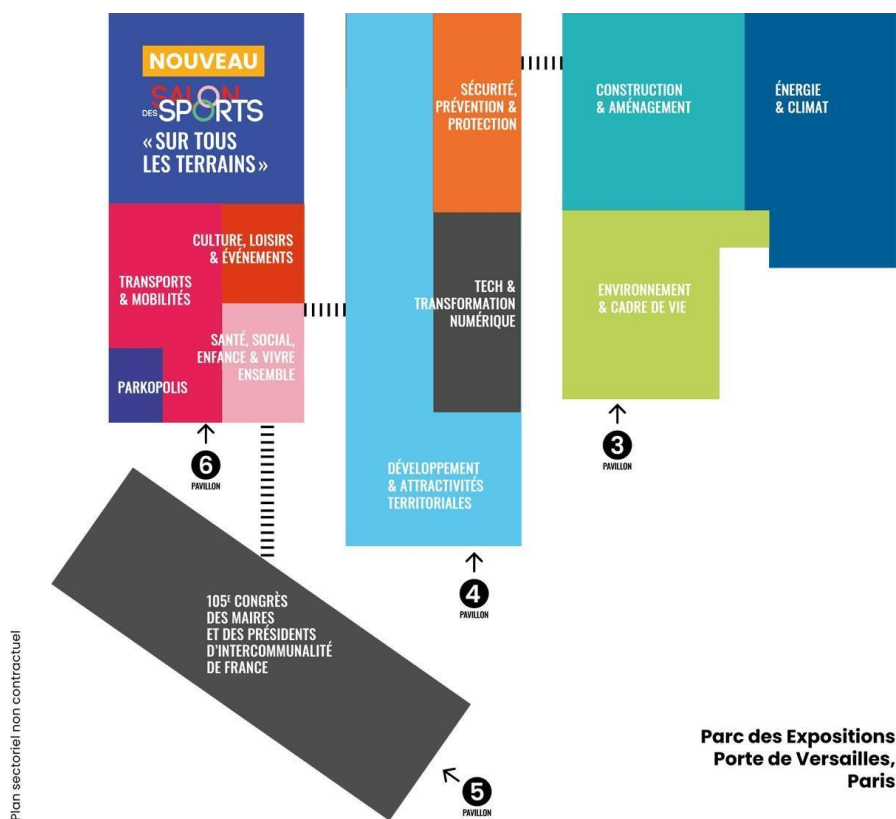 NOUVEAU
SALON
DES SPORTS
« SUR TOUS
LES TERRAINS »
CULTURE, LOISIRS
& ÉVÉNEMENTS
TRANSPORTS
& MOBILITÉS
SANTÉ, SOCIAL,
ENFANCE & VIVRE
ENSEMBLE
PARKOPOLIS
6
PAVILLON
SÉCURITÉ,
PRÉVENTION &
PROTECTION
TECH &
TRANSFORMATION
NUMÉRIQUE
DÉVELOPPEMENT
& ATTRACTIVITÉS
TERRITORIALES
4
PAVILLON
CONSTRUCTION
& AMÉNAGEMENT
ÉNERGIE
& CLIMAT
ENVIRONNEMENT
& CADRE DE VIE
3
PAVILLON
105E CONGRÈS
DES MAIRES
ET DES PRÉSIDENTS
D'INTERCOMMUNALITÉ
DE FRANCE
5
PAVILLON
Parc des Expositions
Porte de Versailles,
Paris
Plan sectoriel non contractuel